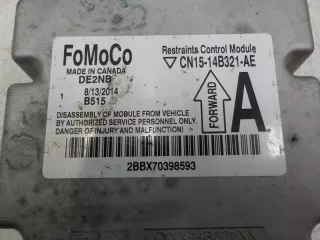 FoMoCo
MADE IN CANADA
DE2NB
1 8/13/2014
B515
Restraints Control Module
CN15-14B321-AE
FORWARD
A
DISASSEMBLY OF MODULE FROM VEHICLE
BY AUTHORIZED SERVICE PERSONNEL ONLY.
DANGER OF INJURY AND MALFUNCTION!
2BBX70398593